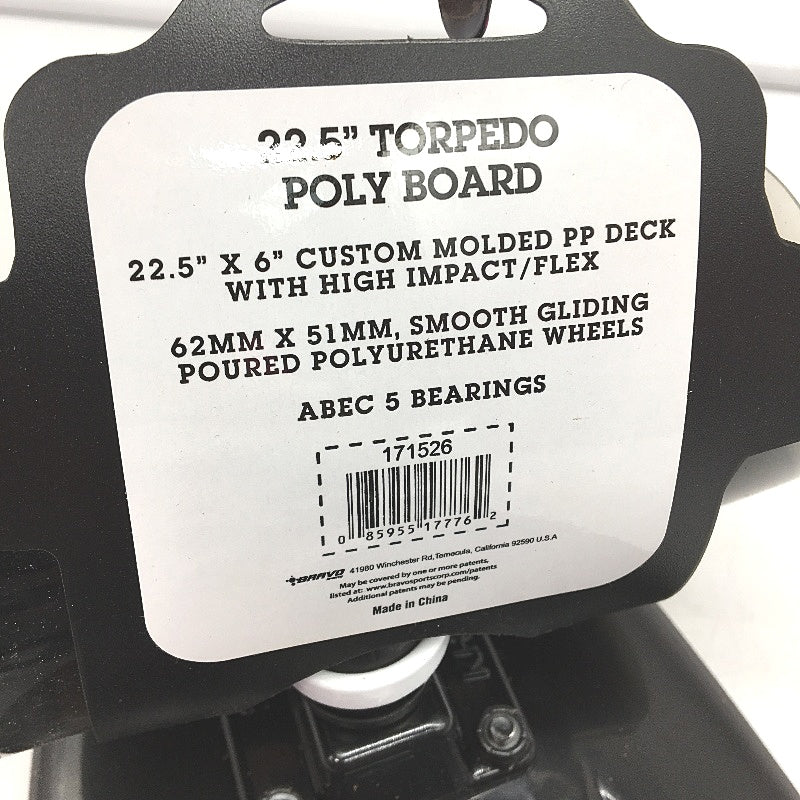 22.5” TORPEDO
POLY BOARD
22.5” X 6” CUSTOM MOLDED PP DECK
WITH HIGH IMPACT/FLEX
62MM X 51MM, SMOOTH GLIDING
POURED POLYURETHANE WHEELS
ABEC 5 BEARINGS
171526
0 85955 17776 2
BRAVO 41980 Winchester Rd, Temecula, California 92590 U.S.A
May be covered by one or more patents,
listed at: www.bravosportscorp.com/patents
Additional patents may be pending.
Made in China